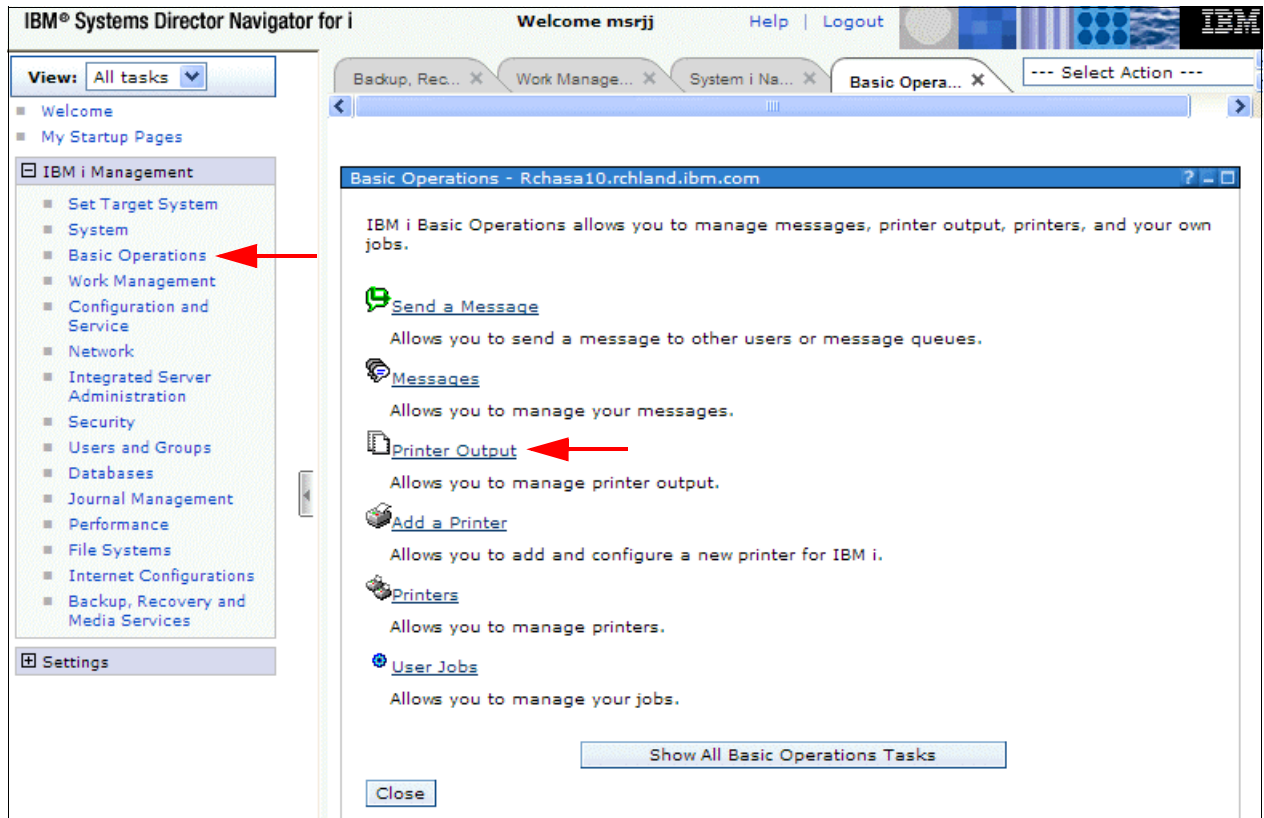 IBM® Systems Director Navigator for i
Welcome msrjj
Help | Logout
IBM
View: All tasks
Welcome
My Startup Pages
IBM i Management
Set Target System
System
Basic Operations
Work Management
Configuration and
Service
Network
Integrated Server
Administration
Security
Users and Groups
Databases
Journal Management
Performance
File Systems
Internet Configurations
Backup, Recovery and
Media Services
Settings
Backup, Rec...
Work Manage...
System i Na...
Basic Opera...
--- Select Action ---
Basic Operations - Rchasa10.rchland.ibm.com
IBM i Basic Operations allows you to manage messages, printer output, printers, and your own
jobs.
Send a Message
Allows you to send a message to other users or message queues.
Messages
Allows you to manage your messages.
Printer Output
Allows you to manage printer output.
Add a Printer
Allows you to add and configure a new printer for IBM i.
Printers
Allows you to manage printers.
User Jobs
Allows you to manage your jobs.
Show All Basic Operations Tasks
Close